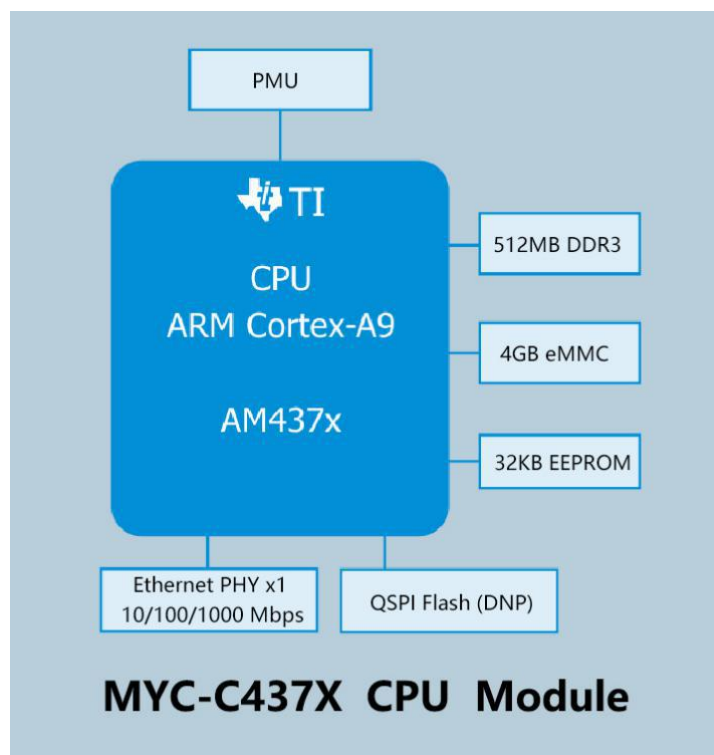 PMU
TI
CPU
ARM Cortex-A9
AM437x
512MB DDR3
4GB eMMC
32KB EEPROM
Ethernet PHY x1
10/100/1000 Mbps
QSPI Flash (DNP)
MYC-C437X CPU Module